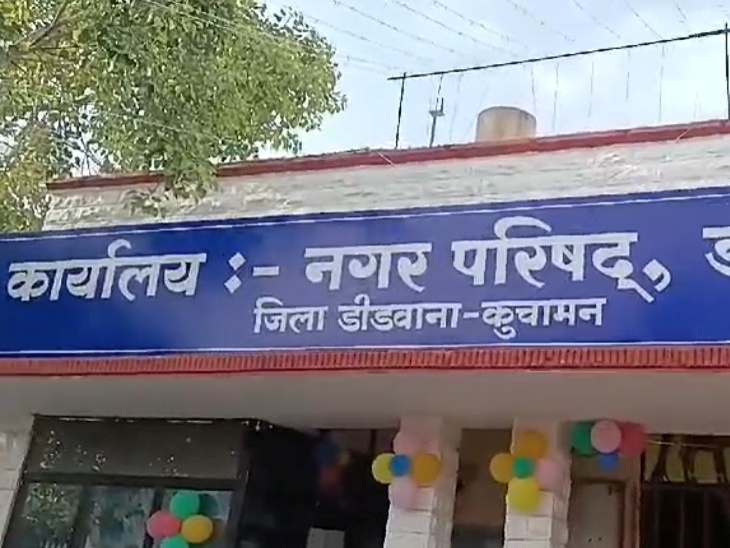 कार्यालय :- नगर परिषद्,
जिला डीडवाना-कुचामन